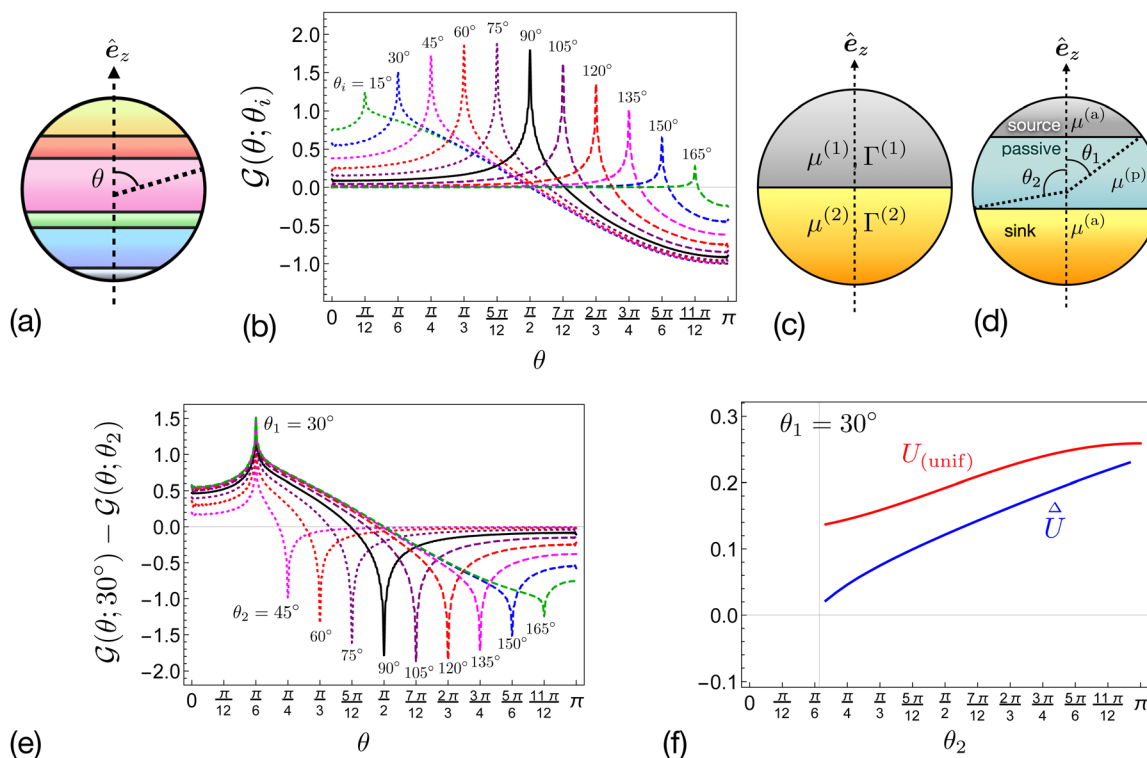 ê_z
θ
(a)
2.0
1.5
1.0
0.5
0.0
−0.5
−1.0
𝒢(θ; θ_i)
θ_i = 15°
30°
45°
60°
75°
90°
105°
120°
135°
150°
165°
0 π/12 π/6 π/4 π/3 5π/12 π/2 7π/12 2π/3 3π/4 5π/6 11π/12 π
θ
(b)
ê_z
μ^(1) Γ^(1)
μ^(2) Γ^(2)
(c)
ê_z
source μ^(a)
passive
θ_1
θ_2
μ^(p)
sink μ^(a)
(d)
1.5
1.0
0.5
0.0
−0.5
−1.0
−1.5
−2.0
𝒢(θ; 30°) − 𝒢(θ; θ_2)
θ_1 = 30°
θ_2 = 45°
60°
75°
90°
105°
120°
135°
150°
165°
0 π/12 π/6 π/4 π/3 5π/12 π/2 7π/12 2π/3 3π/4 5π/6 11π/12 π
θ
(e)
0.3
0.2
0.1
0.0
−0.1
θ_1 = 30°
U_(unif)
Û^Δ
0 π/12 π/6 π/4 π/3 5π/12 π/2 7π/12 2π/3 3π/4 5π/6 11π/12 π
θ_2
(f)